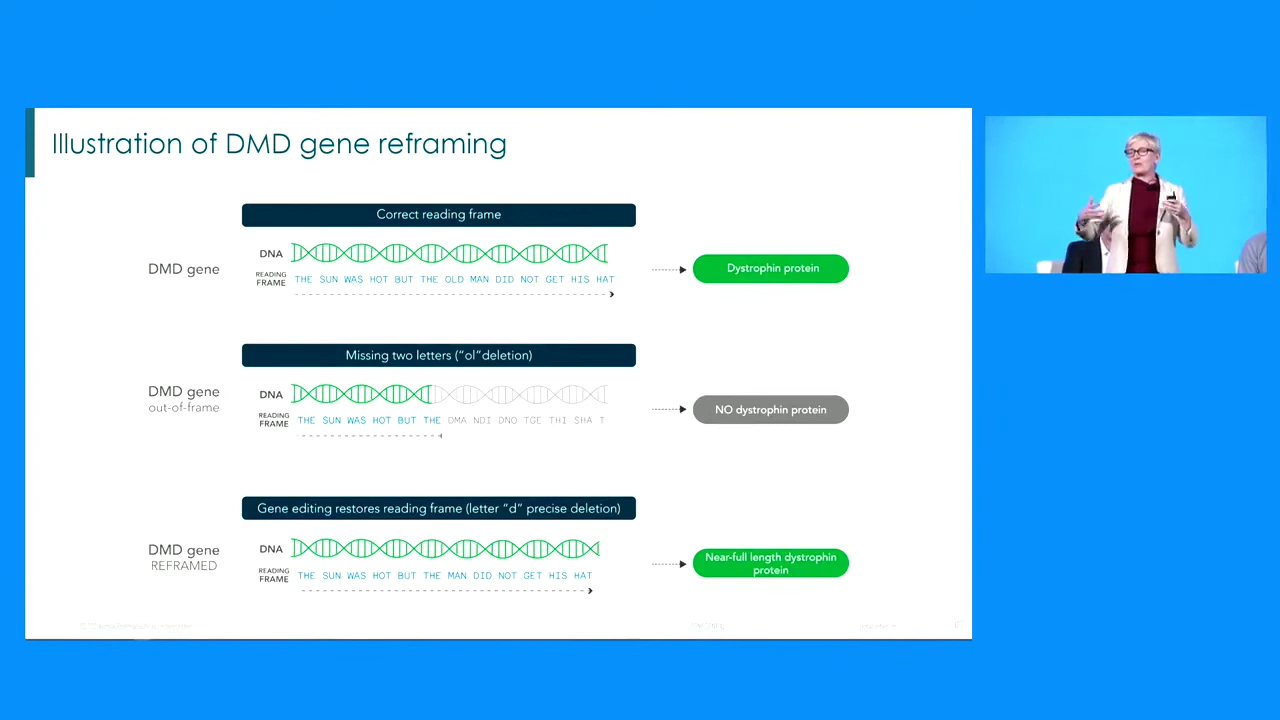 Illustration of DMD gene reframing
Correct reading frame
DMD gene
DNA
READING
FRAME
THE SUN WAS HOT BUT THE OLD MAN DID NOT GET HIS HAT
Dystrophin protein
Missing two letters ("ol"deletion)
DMD gene
out-of-frame
DNA
READING
FRAME
THE SUN WAS HOT BUT THE DMA NDI DNO TGE THI SHA T
NO dystrophin protein
Gene editing restores reading frame (letter "d" precise deletion)
DMD gene
REFRAMED
DNA
READING
FRAME
THE SUN WAS HOT BUT THE MAN DID NOT GET HIS HAT
Near-full length dystrophin
protein